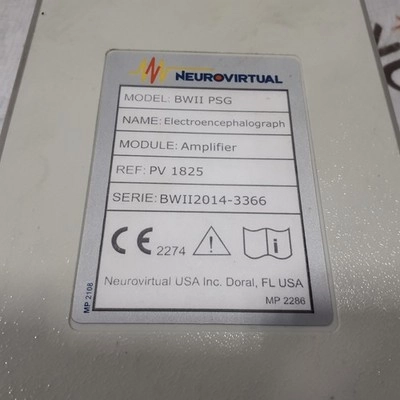 NEUROVIRTUAL
MODEL: BWII PSG
NAME: Electroencephalograph
MODULE: Amplifier
REF: PV 1825
SERIE: BWII2014-3366
CE 2274
Neurovirtual USA Inc. Doral, FL USA
MP 2286
MP 2108